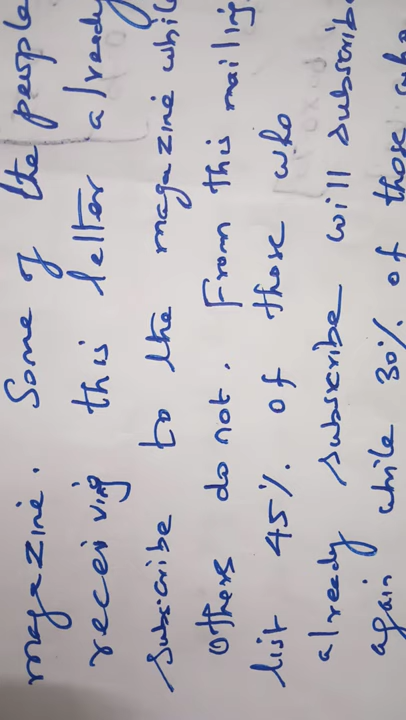 magazine. Some of the people
receiving this letter already
subscribe to the magazine while
others do not. From this mailing
list 45% of those who
already subscribe will subscribe
again while 30% of those who